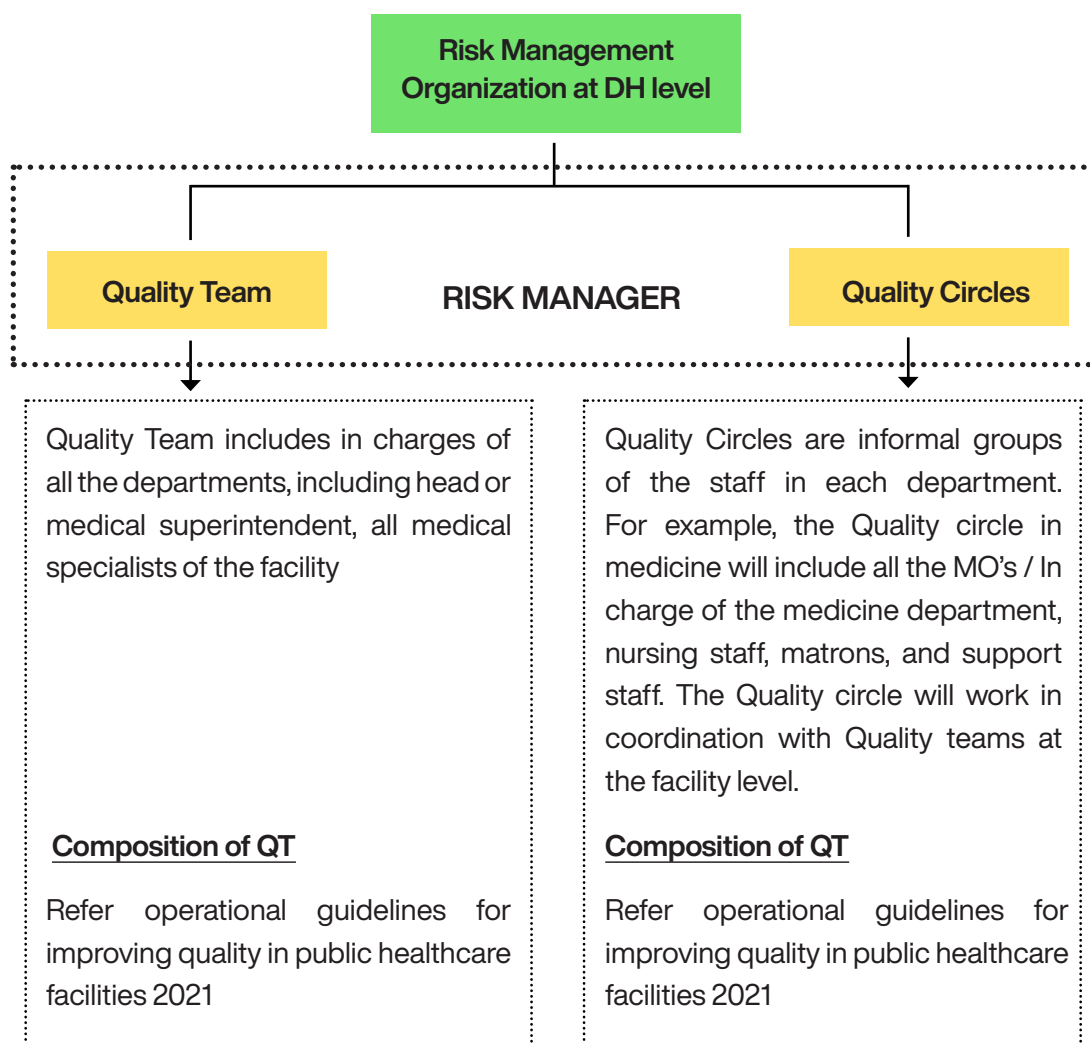 Risk Management
Organization at DH level
Quality Team
RISK MANAGER
Quality Circles
Quality Team includes in charges of
all the departments, including head or
medical superintendent, all medical
specialists of the facility
Composition of QT
Refer operational guidelines for
improving quality in public healthcare
facilities 2021
Quality Circles are informal groups
of the staff in each department.
For example, the Quality circle in
medicine will include all the MO's / In
charge of the medicine department,
nursing staff, matrons, and support
staff. The Quality circle will work in
coordination with Quality teams at
the facility level.
Composition of QT
Refer operational guidelines for
improving quality in public healthcare
facilities 2021